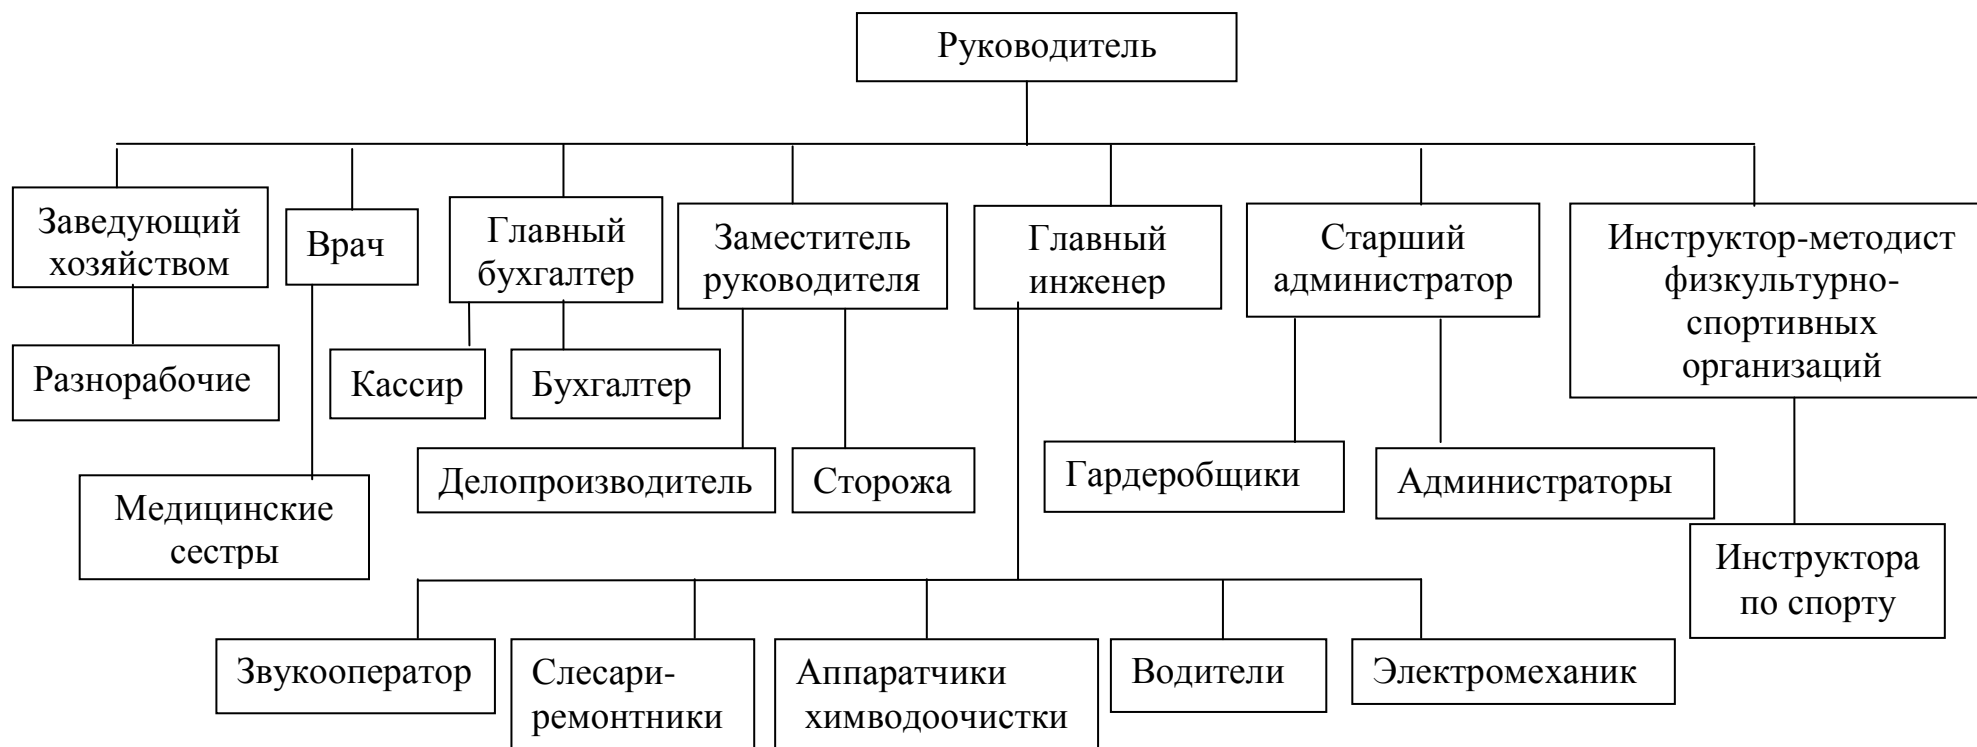 Руководитель
Заведующий
хозяйством
Врач
Главный
бухгалтер
Заместитель
руководителя
Главный
инженер
Старший
администратор
Инструктор-методист
физкультурно-
спортивных
организаций
Разнорабочие
Кассир
Бухгалтер
Делопроизводитель
Сторожа
Гардеробщики
Администраторы
Медицинские
сестры
Инструктора
по спорту
Звукооператор
Слесари-
ремонтники
Аппаратчики
химводоочистки
Водители
Электромеханик